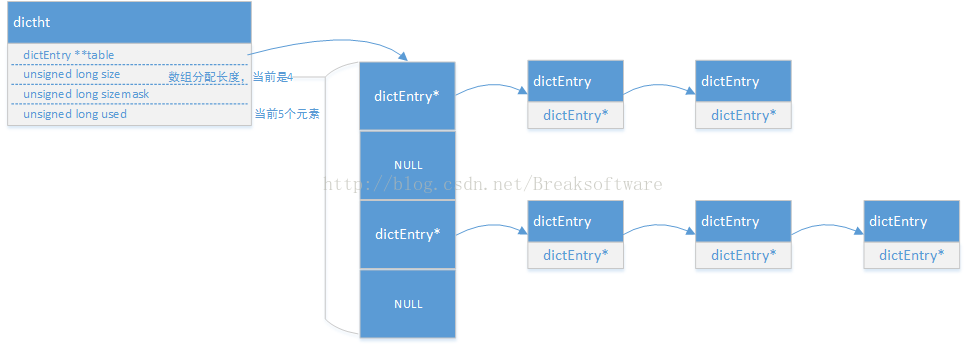 dictht
dictEntry **table
unsigned long size 数组分配长度，当前是4
unsigned long sizemask
unsigned long used 当前5个元素
dictEntry*
NULL
dictEntry*
NULL
dictEntry
dictEntry*
dictEntry
dictEntry*
dictEntry
dictEntry*
dictEntry
dictEntry*
dictEntry
dictEntry*
http://blog.csdn.net/Breaksoftware